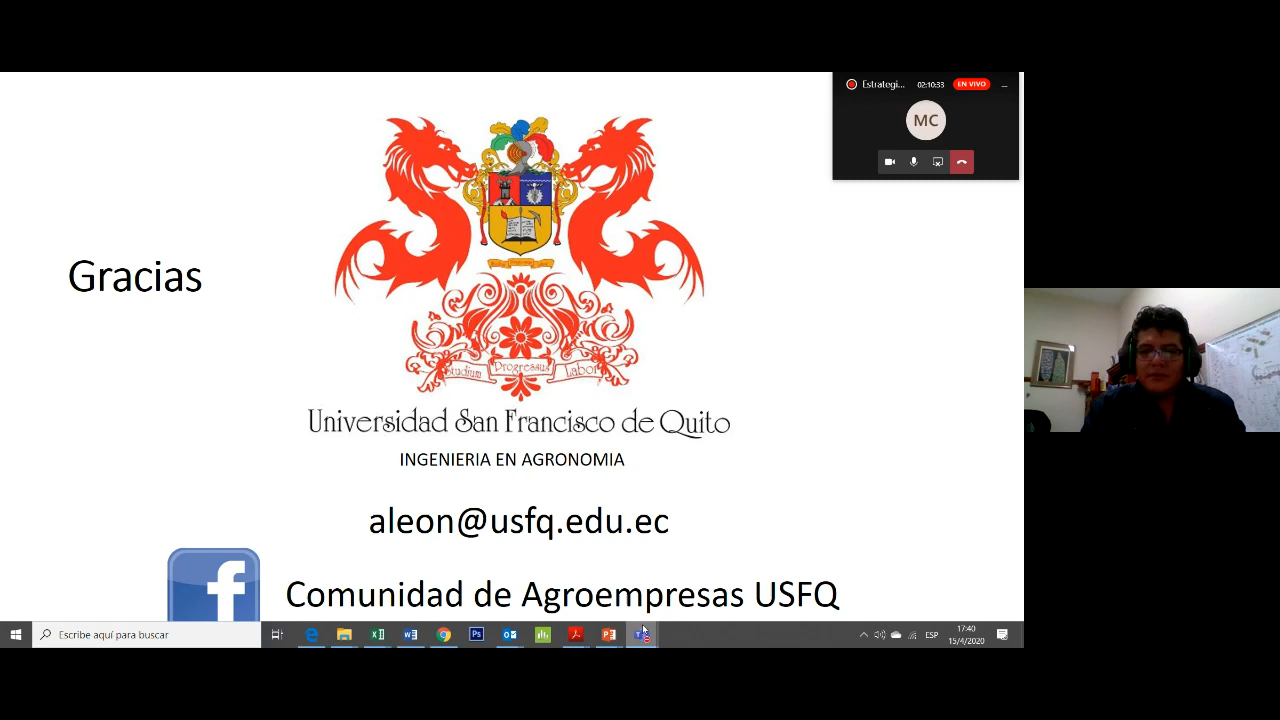 Estrategi... 02:10:33 EN VIVO
MC
Gracias
Studium Progressus Labor
Universidad San Francisco de Quito
INGENIERIA EN AGRONOMIA
aleon@usfq.edu.ec
f Comunidad de Agroempresas USFQ
Escribe aquí para buscar
Ps
ESP
17:40
15/4/2020